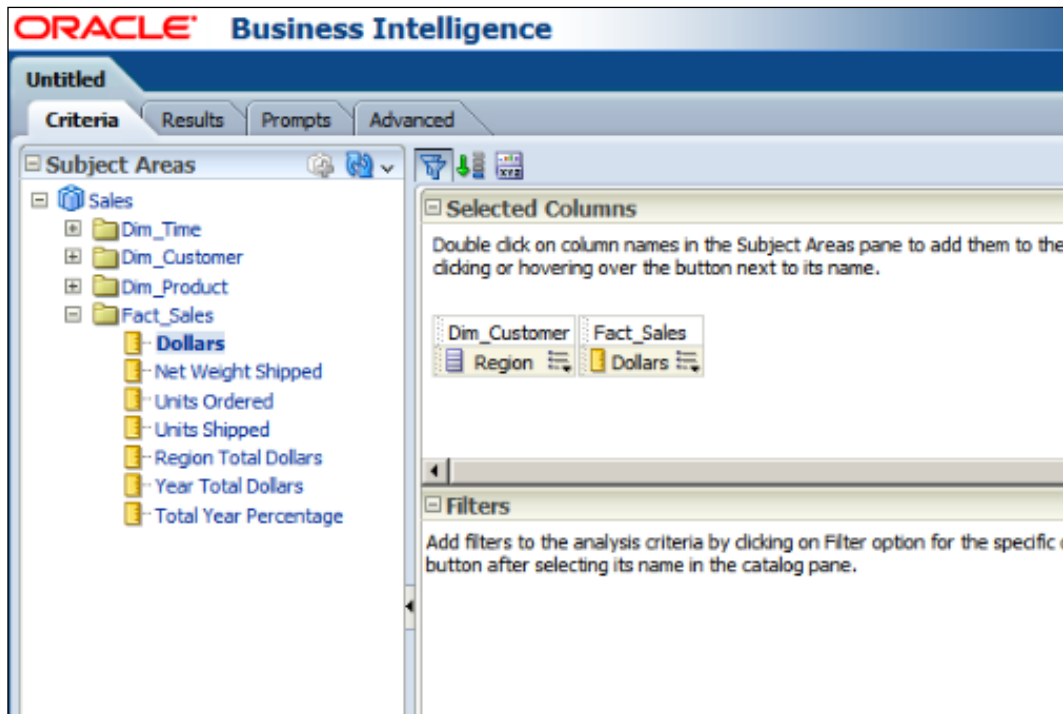 ORACLE Business Intelligence
Untitled
Criteria Results Prompts Advanced
Subject Areas
Sales
Dim_Time
Dim_Customer
Dim_Product
Fact_Sales
Dollars
Net Weight Shipped
Units Ordered
Units Shipped
Region Total Dollars
Year Total Dollars
Total Year Percentage
xyz
Selected Columns
Double click on column names in the Subject Areas pane to add them to the
clicking or hovering over the button next to its name.
Dim_Customer Fact_Sales
Region Dollars
Filters
Add filters to the analysis criteria by clicking on Filter option for the specific
button after selecting its name in the catalog pane.